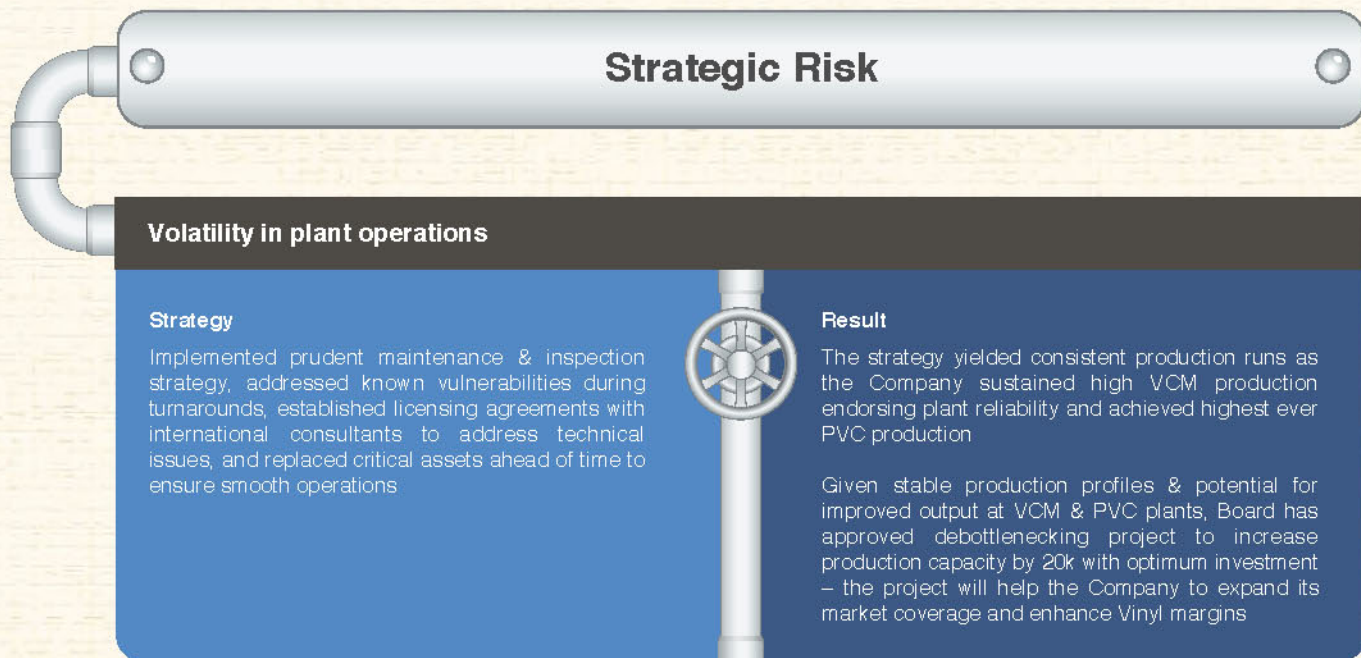 Strategic Risk
Volatility in plant operations
Strategy
Implemented prudent maintenance & inspection
strategy, addressed known vulnerabilities during
turnarounds, established licensing agreements with
international consultants to address technical
issues, and replaced critical assets ahead of time to
ensure smooth operations
Result
The strategy yielded consistent production runs as
the Company sustained high VCM production
endorsing plant reliability and achieved highest ever
PVC production
Given stable production profiles & potential for
improved output at VCM & PVC plants, Board has
approved debottlenecking project to increase
production capacity by 20k with optimum investment
– the project will help the Company to expand its
market coverage and enhance Vinyl margins